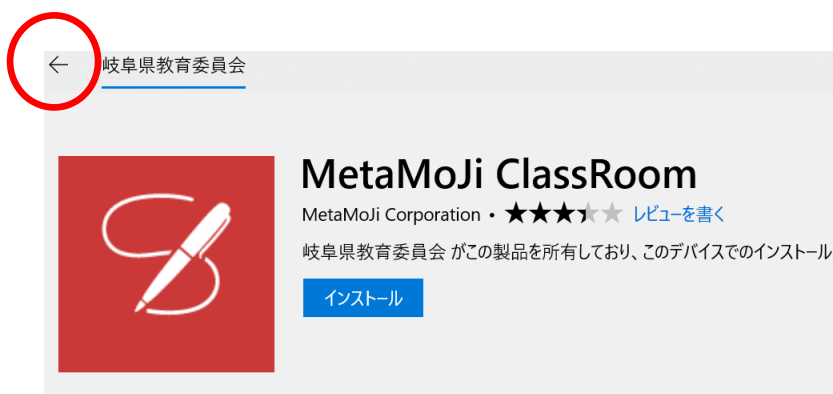 ← 岐阜県教育委員会
MetaMoJi ClassRoom
MetaMoJi Corporation • ★★★★★ レビューを書く
岐阜県教育委員会 がこの製品を所有しており、このデバイスでのインストール
インストール